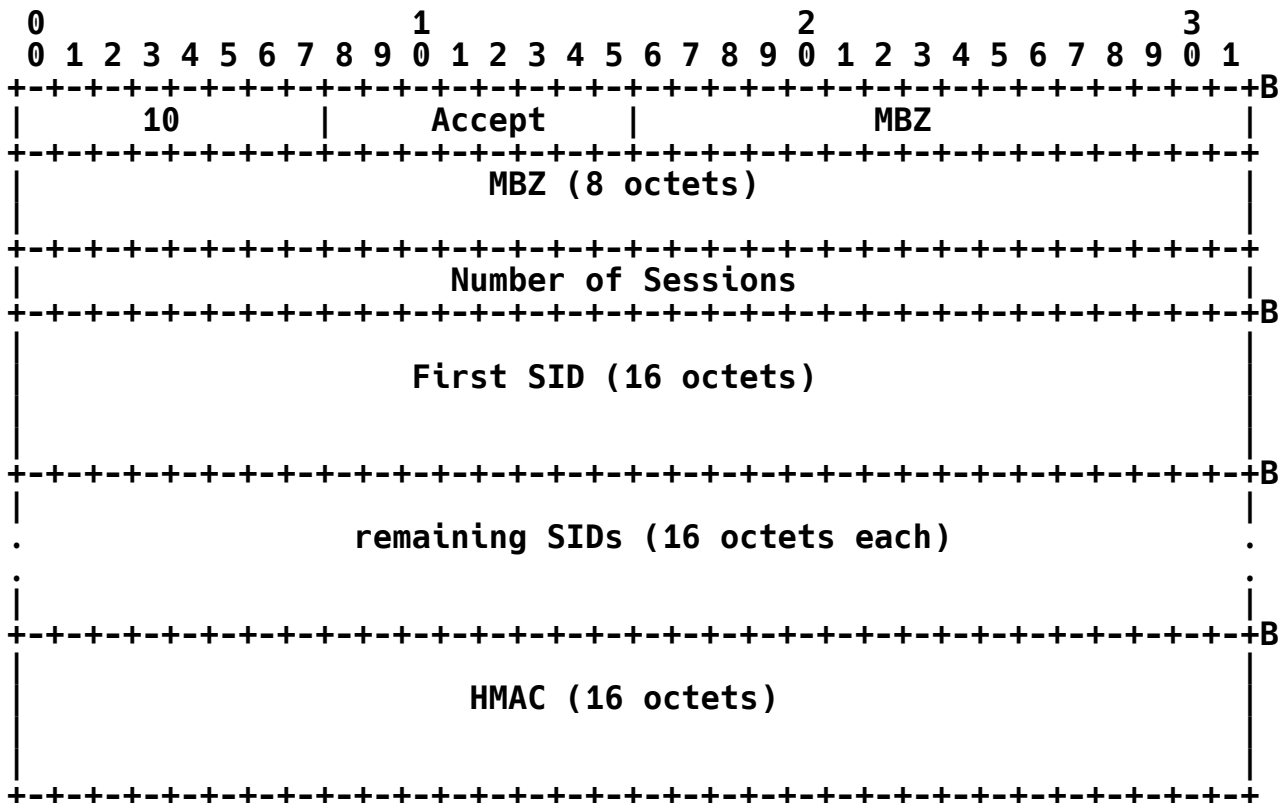 0                   1                   2                   3
 0 1 2 3 4 5 6 7 8 9 0 1 2 3 4 5 6 7 8 9 0 1 2 3 4 5 6 7 8 9 0 1
+-+-+-+-+-+-+-+-+-+-+-+-+-+-+-+-+-+-+-+-+-+-+-+-+-+-+-+-+-+-+-+-+B
|      10       |     Accept    |            MBZ                |
+-+-+-+-+-+-+-+-+-+-+-+-+-+-+-+-+-+-+-+-+-+-+-+-+-+-+-+-+-+-+-+-+
|                        MBZ (8 octets)                         |
|                                                               |
+-+-+-+-+-+-+-+-+-+-+-+-+-+-+-+-+-+-+-+-+-+-+-+-+-+-+-+-+-+-+-+-+
|                      Number of Sessions                       |
+-+-+-+-+-+-+-+-+-+-+-+-+-+-+-+-+-+-+-+-+-+-+-+-+-+-+-+-+-+-+-+-+B
|                                                               |
|                    First SID (16 octets)                      |
|                                                               |
|                                                               |
+-+-+-+-+-+-+-+-+-+-+-+-+-+-+-+-+-+-+-+-+-+-+-+-+-+-+-+-+-+-+-+-+B
|                                                               |
.                 remaining SIDs (16 octets each)               .
.                                                               .
|                                                               |
+-+-+-+-+-+-+-+-+-+-+-+-+-+-+-+-+-+-+-+-+-+-+-+-+-+-+-+-+-+-+-+-+B
|                                                               |
|                       HMAC (16 octets)                        |
|                                                               |
|                                                               |
+-+-+-+-+-+-+-+-+-+-+-+-+-+-+-+-+-+-+-+-+-+-+-+-+-+-+-+-+-+-+-+-+